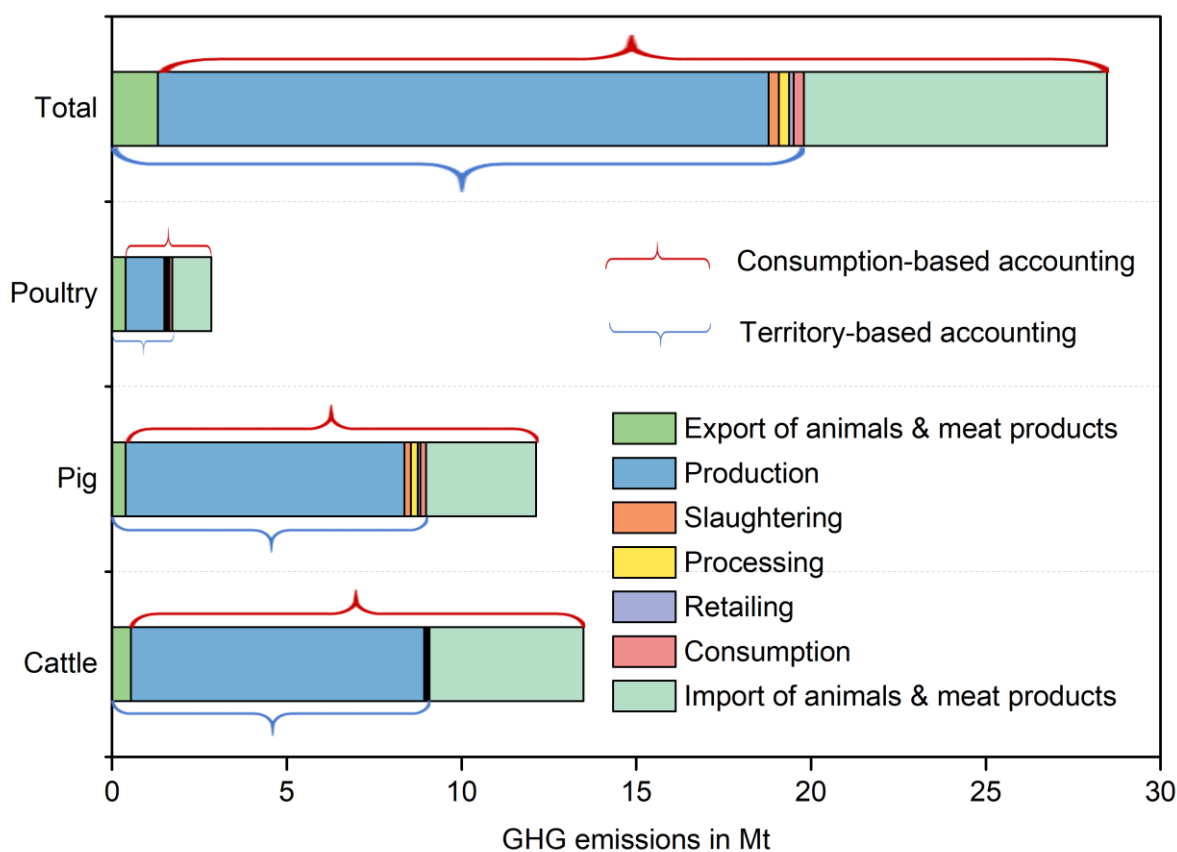 Total
Poultry
Pig
Cattle
Consumption-based accounting
Territory-based accounting
Export of animals & meat products
Production
Slaughtering
Processing
Retailing
Consumption
Import of animals & meat products
0 5 10 15 20 25 30
GHG emissions in Mt